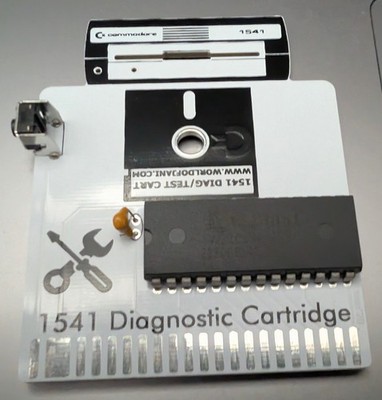 commodore 1541
1541 DIAG/TEST CART
WWW.WORLDOFJANI.COM
1541 Diagnostic Cartridge